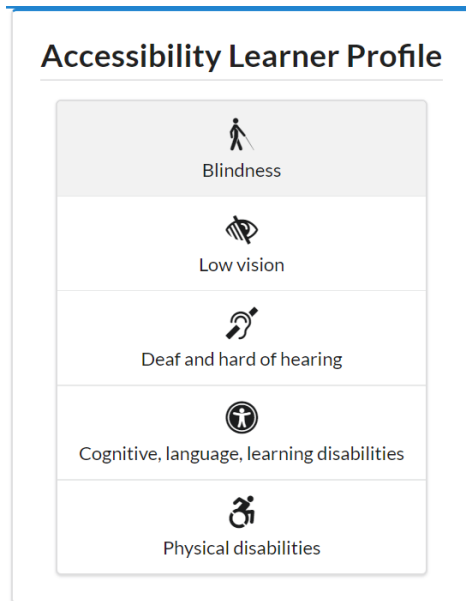 Accessibility Learner Profile
Blindness
Low vision
Deaf and hard of hearing
Cognitive, language, learning disabilities
Physical disabilities